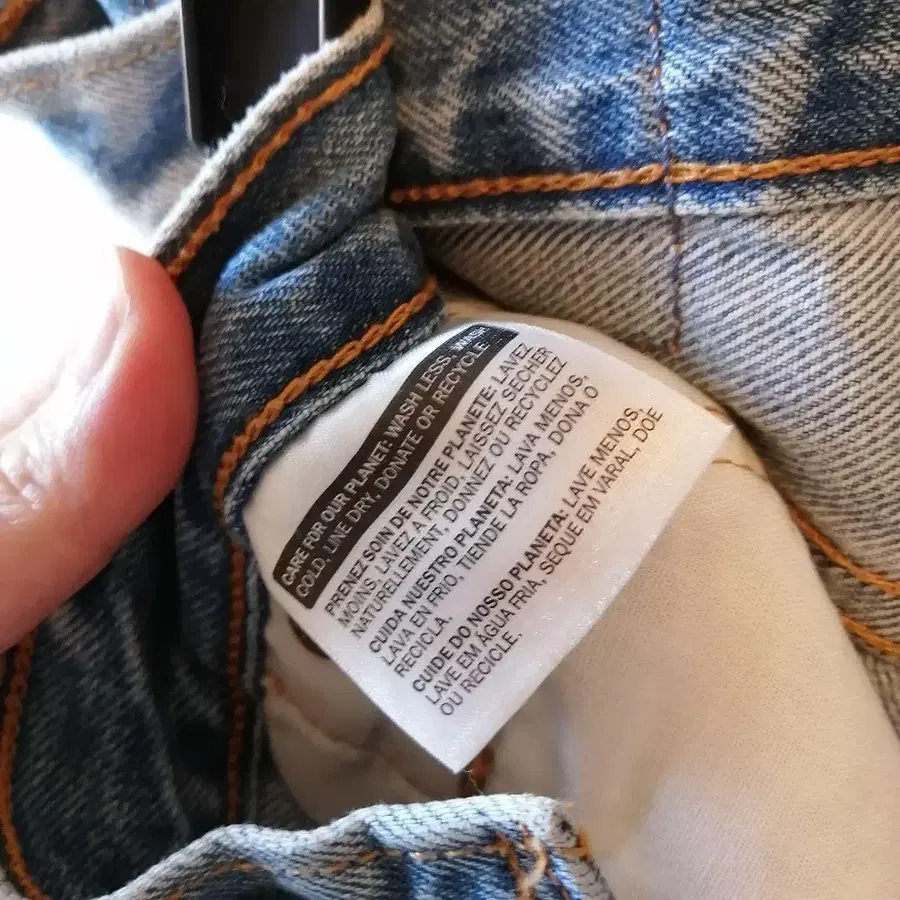 CARE FOR OUR PLANET: WASH LESS, WASH
COLD, LINE DRY, DONATE OR RECYCLE.
PRENEZ SOIN DE NOTRE PLANETE: LAVEZ
MOINS, LAVEZ A FROID, LAISSEZ SECHER
NATURELLEMENT, DONNEZ OU RECYCLEZ
CUIDA NUESTRO PLANETA: LAVA MENOS,
LAVA EN FRIO, TIENDE LA ROPA, DONA O
RECICLA.
CUIDE DO NOSSO PLANETA: LAVE MENOS,
LAVE EM ÁGUA FRIA, SEQUE EM VARAL, DOE
OU RECICLE.